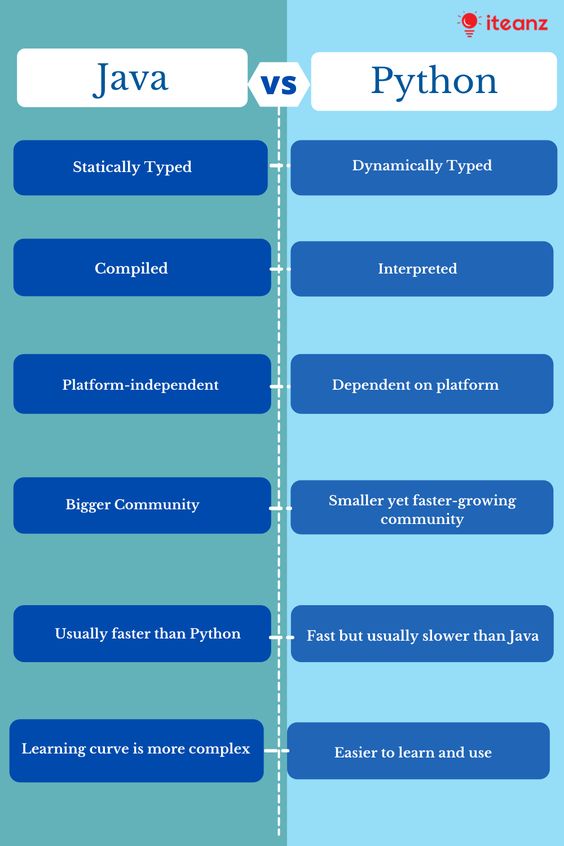 iteanz
Java
vs
Python
Statically Typed
Dynamically Typed
Compiled
Interpreted
Platform-independent
Dependent on platform
Bigger Community
Smaller yet faster-growing
community
Usually faster than Python
Fast but usually slower than Java
Learning curve is more complex
Easier to learn and use